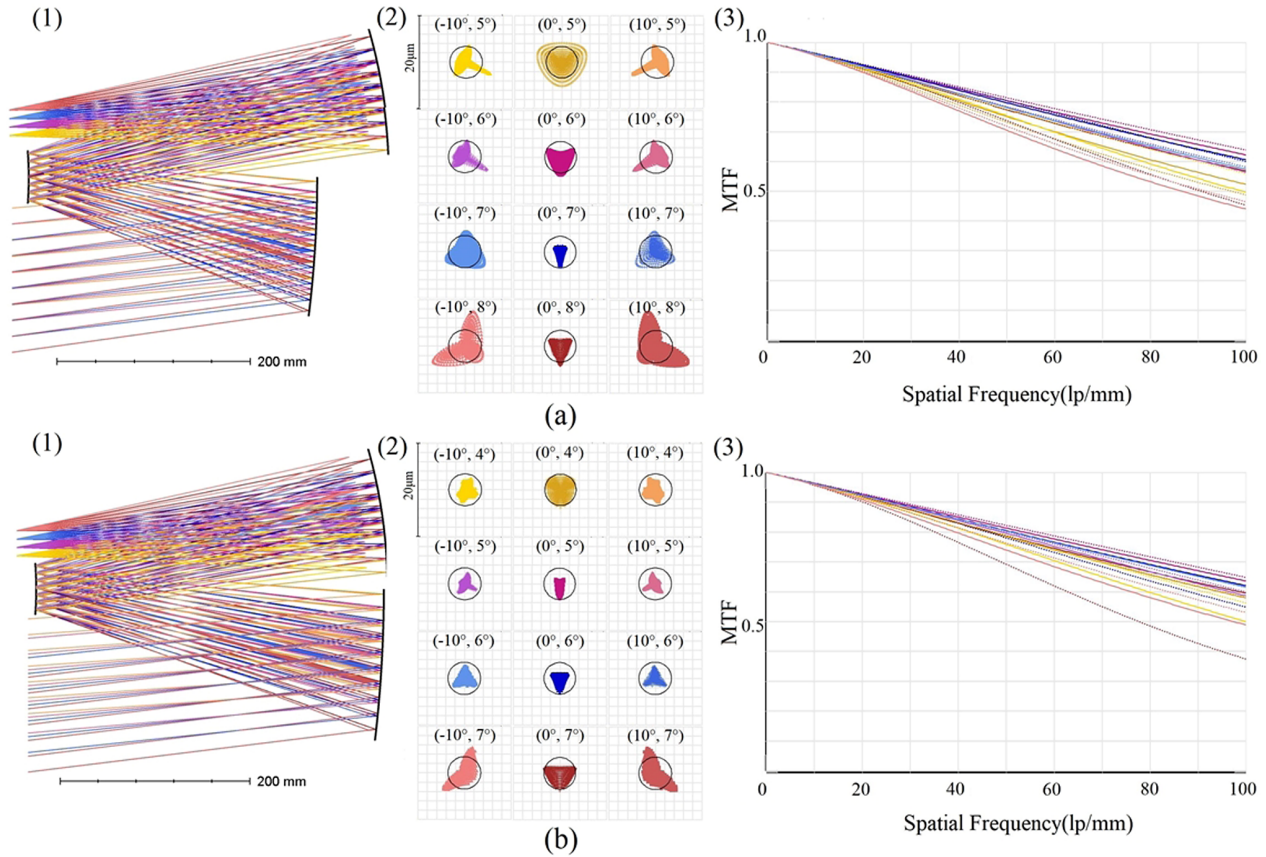 (1)
(2)
(3)
20μm
(-10°, 5°) (0°, 5°) (10°, 5°)
(-10°, 6°) (0°, 6°) (10°, 6°)
(-10°, 7°) (0°, 7°) (10°, 7°)
(-10°, 8°) (0°, 8°) (10°, 8°)
200 mm
1.0
0.5
MTF
0 20 40 60 80 100
Spatial Frequency(lp/mm)
(a)
(1)
(2)
(3)
20μm
(-10°, 4°) (0°, 4°) (10°, 4°)
(-10°, 5°) (0°, 5°) (10°, 5°)
(-10°, 6°) (0°, 6°) (10°, 6°)
(-10°, 7°) (0°, 7°) (10°, 7°)
200 mm
1.0
0.5
MTF
0 20 40 60 80 100
Spatial Frequency(lp/mm)
(b)